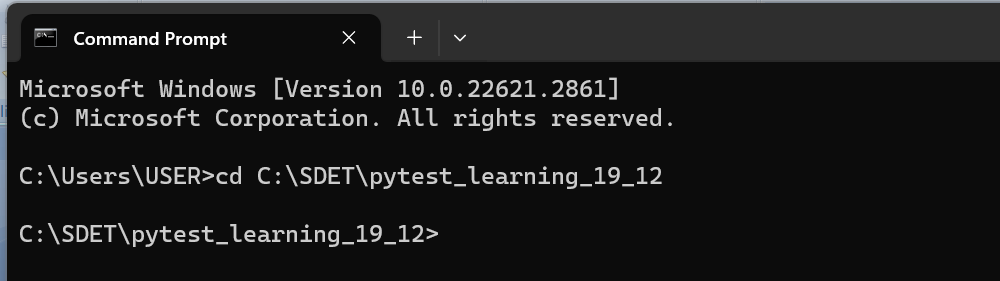 Command Prompt
Microsoft Windows [Version 10.0.22621.2861]
(c) Microsoft Corporation. All rights reserved.
C:\Users\USER>cd C:\SDET\pytest_learning_19_12
C:\SDET\pytest_learning_19_12>